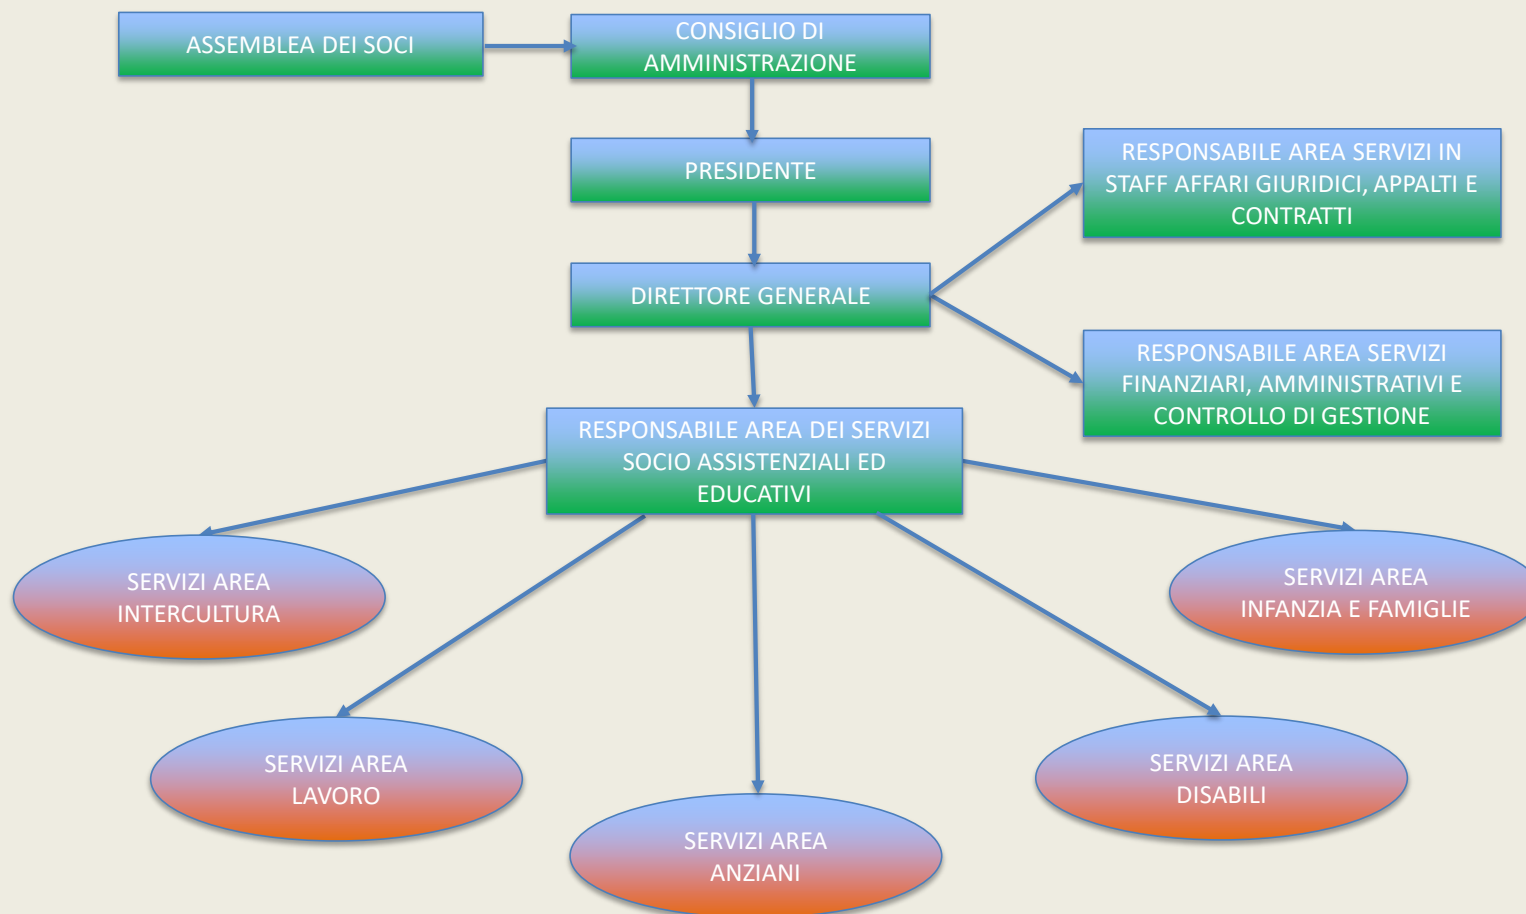 ASSEMBLEA DEI SOCI
CONSIGLIO DI
AMMINISTRAZIONE
PRESIDENTE
RESPONSABILE AREA SERVIZI IN
STAFF AFFARI GIURIDICI, APPALTI E
CONTRATTI
DIRETTORE GENERALE
RESPONSABILE AREA SERVIZI
FINANZIARI, AMMINISTRATIVI E
CONTROLLO DI GESTIONE
RESPONSABILE AREA DEI SERVIZI
SOCIO ASSISTENZIALI ED
EDUCATIVI
SERVIZI AREA
INTERCULTURA
SERVIZI AREA
INFANZIA E FAMIGLIE
SERVIZI AREA
LAVORO
SERVIZI AREA
DISABILI
SERVIZI AREA
ANZIANI